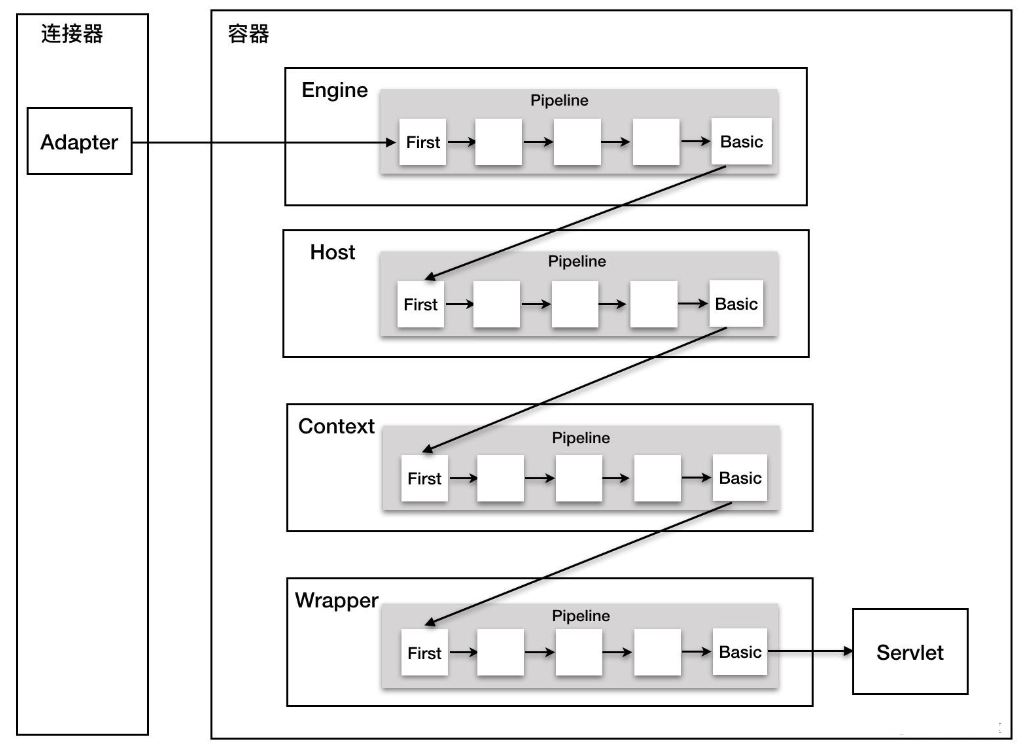 连接器
容器
Engine
Pipeline
Adapter
First
Basic
Host
Pipeline
First
Basic
Context
Pipeline
First
Basic
Wrapper
Pipeline
First
Basic
Servlet